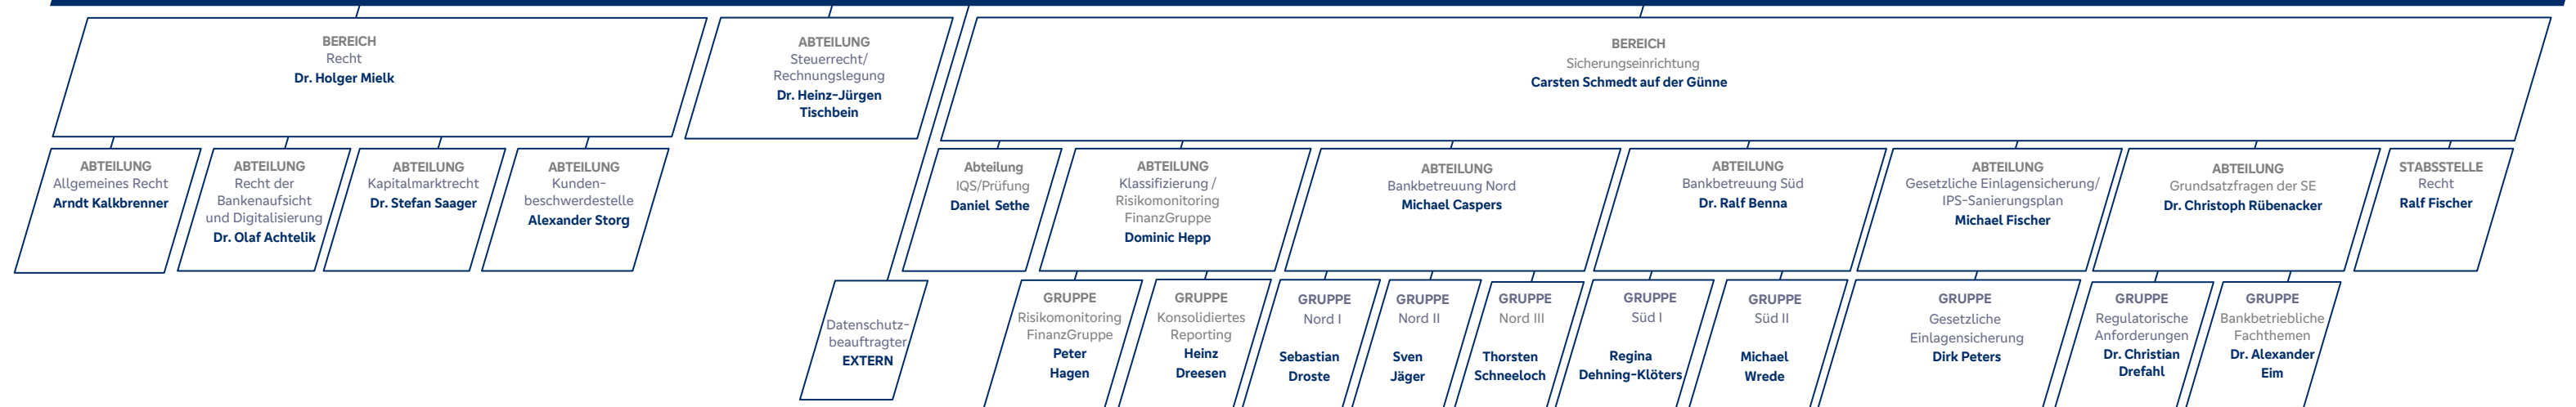 BEREICH
Recht
Dr. Holger Mielk
ABTEILUNG
Steuerrecht/
Rechnungslegung
Dr. Heinz-Jürgen
Tischbein
BEREICH
Sicherungseinrichtung
Carsten Schmedt auf der Günne
ABTEILUNG
Allgemeines Recht
Arndt Kalkbrenner
ABTEILUNG
Recht der
Bankenaufsicht
und Digitalisierung
Dr. Olaf Achtelik
ABTEILUNG
Kapitalmarktrecht
Dr. Stefan Saager
ABTEILUNG
Kunden-
beschwerdestelle
Alexander Storg
Abteilung
IQS/Prüfung
Daniel Sethe
ABTEILUNG
Klassifizierung /
Risikomonitoring
FinanzGruppe
Dominic Hepp
ABTEILUNG
Bankbetreuung Nord
Michael Caspers
ABTEILUNG
Bankbetreuung Süd
Dr. Ralf Benna
ABTEILUNG
Gesetzliche Einlagensicherung/
IPS-Sanierungsplan
Michael Fischer
ABTEILUNG
Grundsatzfragen der SE
Dr. Christoph Rübenacker
STABSSTELLE
Recht
Ralf Fischer
Datenschutz-
beauftragter
EXTERN
GRUPPE
Risikomonitoring
FinanzGruppe
Peter
Hagen
GRUPPE
Konsolidiertes
Reporting
Heinz
Dreesen
GRUPPE
Nord I
Sebastian
Droste
GRUPPE
Nord II
Sven
Jäger
GRUPPE
Nord III
Thorsten
Schneeloch
GRUPPE
Süd I
Regina
Dehning-Klöters
GRUPPE
Süd II
Michael
Wrede
GRUPPE
Gesetzliche
Einlagensicherung
Dirk Peters
GRUPPE
Regulatorische
Anforderungen
Dr. Christian
Drefahl
GRUPPE
Bankbetriebliche
Fachthemen
Dr. Alexander
Eim